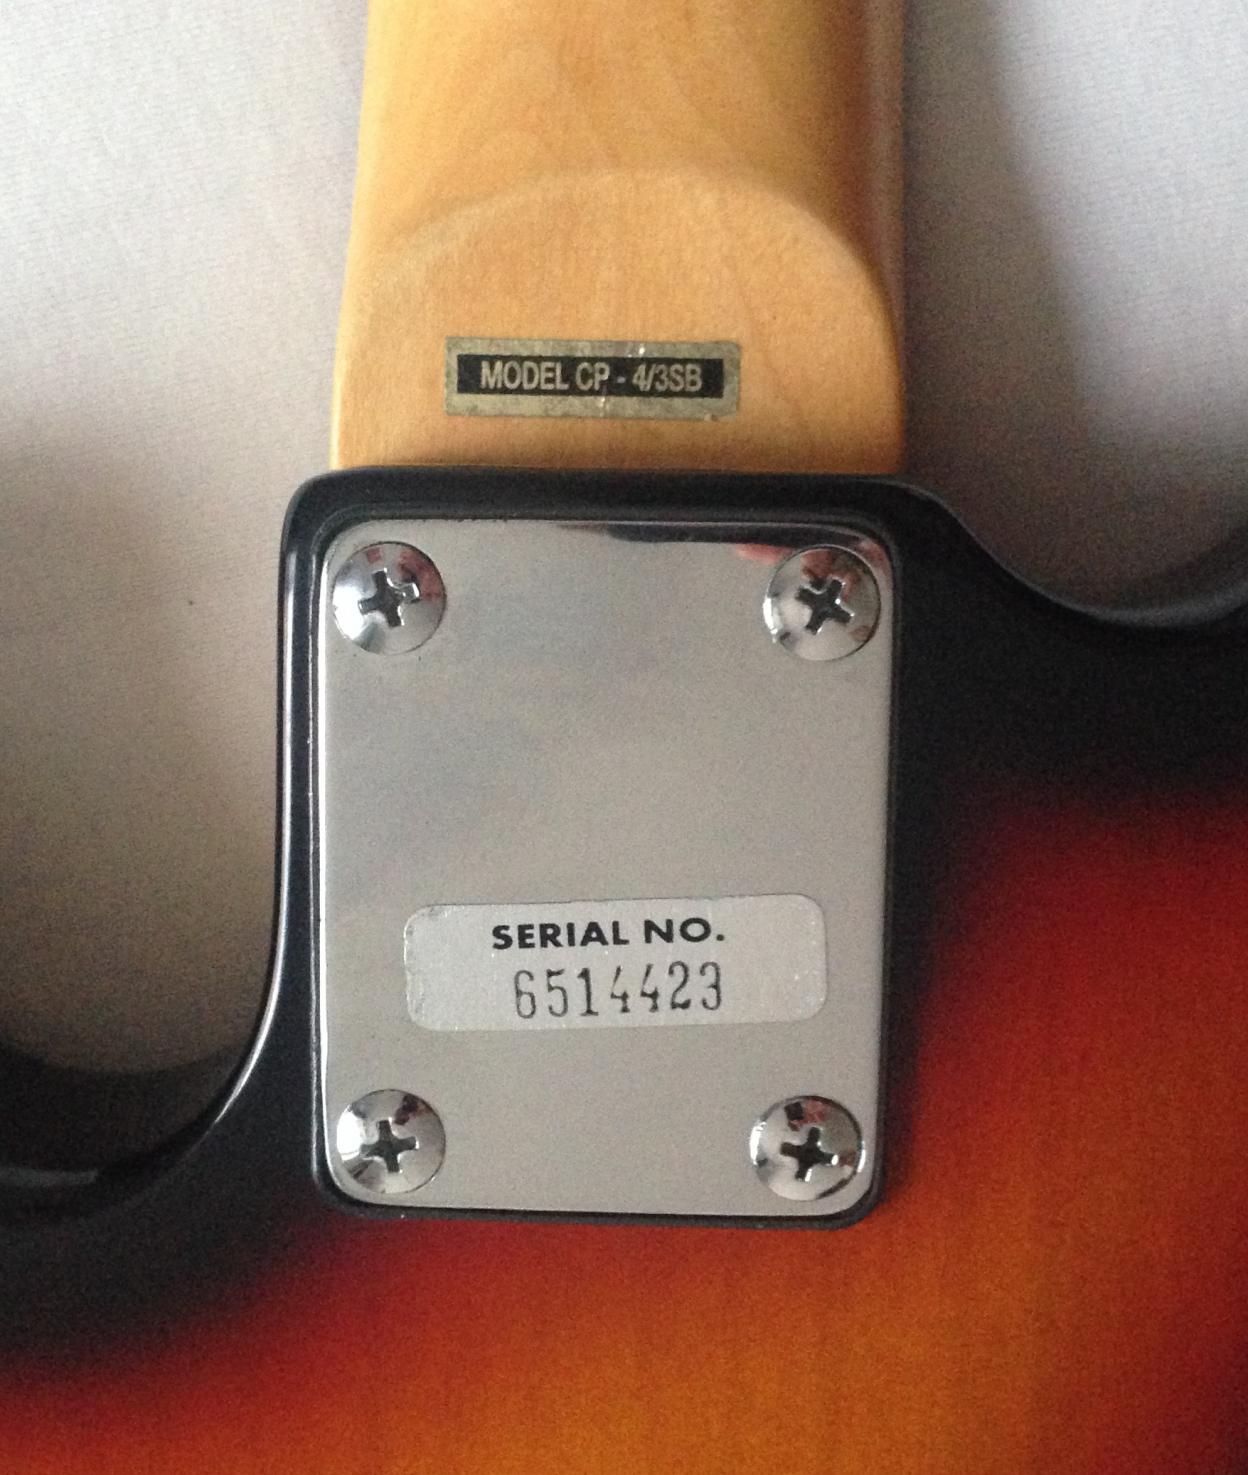 MODEL CP - 4/3SB
SERIAL NO.
6514423